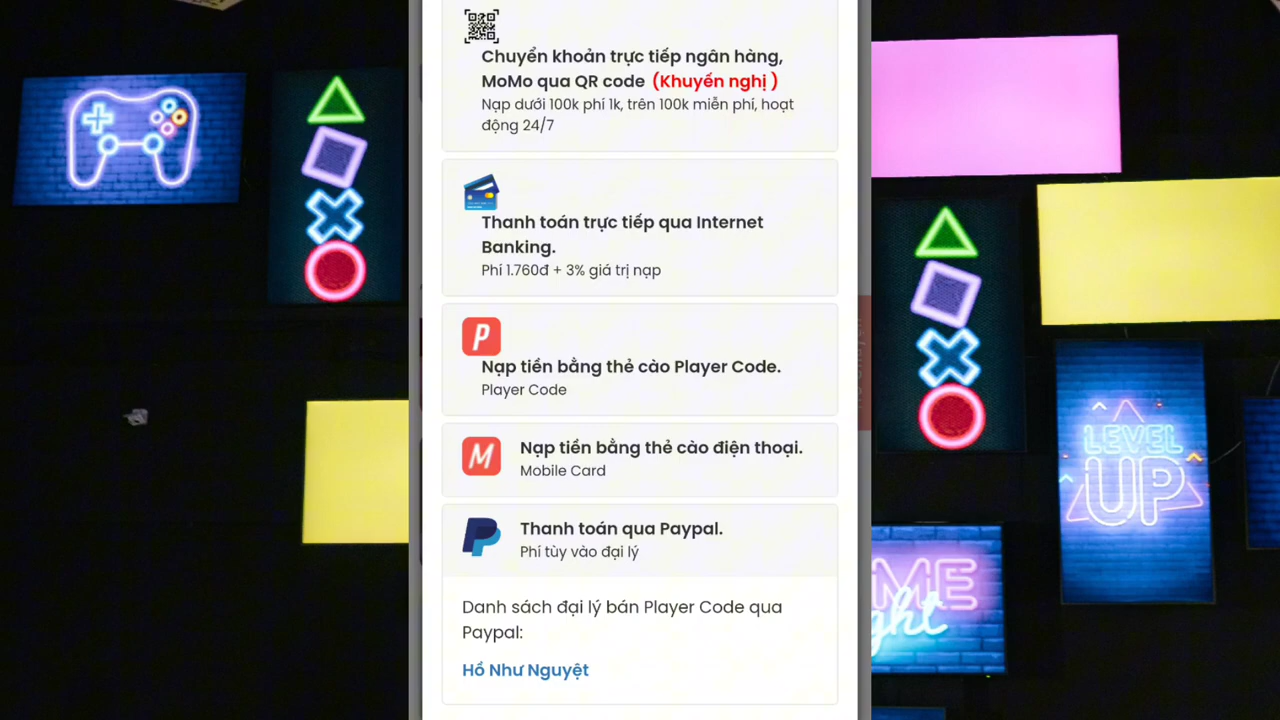 Chuyển khoản trực tiếp ngân hàng,
MoMo qua QR code (Khuyến nghị )
Nạp dưới 100k phí 1k, trên 100k miễn phí, hoạt
động 24/7
Thanh toán trực tiếp qua Internet
Banking.
Phí 1.760đ + 3% giá trị nạp
P
Nạp tiền bằng thẻ cào Player Code.
Player Code
M
Nạp tiền bằng thẻ cào điện thoại.
Mobile Card
Thanh toán qua Paypal.
Phí tùy vào đại lý
Danh sách đại lý bán Player Code qua
Paypal:
Hồ Như Nguyệt
LEVEL
UP
ME
ght